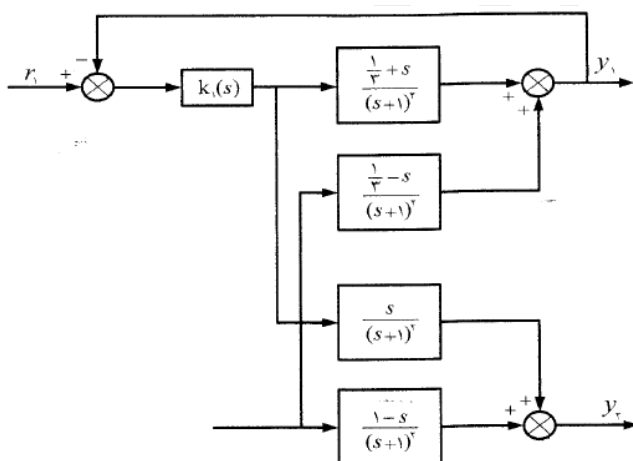 r۱ + −
k۱(s)
۱/۳ + s
(s+۱)^۲
+ +
y۱
۱/۳ − s
(s+۱)^۲
s
(s+۱)^۲
۱−s
(s+۱)^۲
+ +
y۲